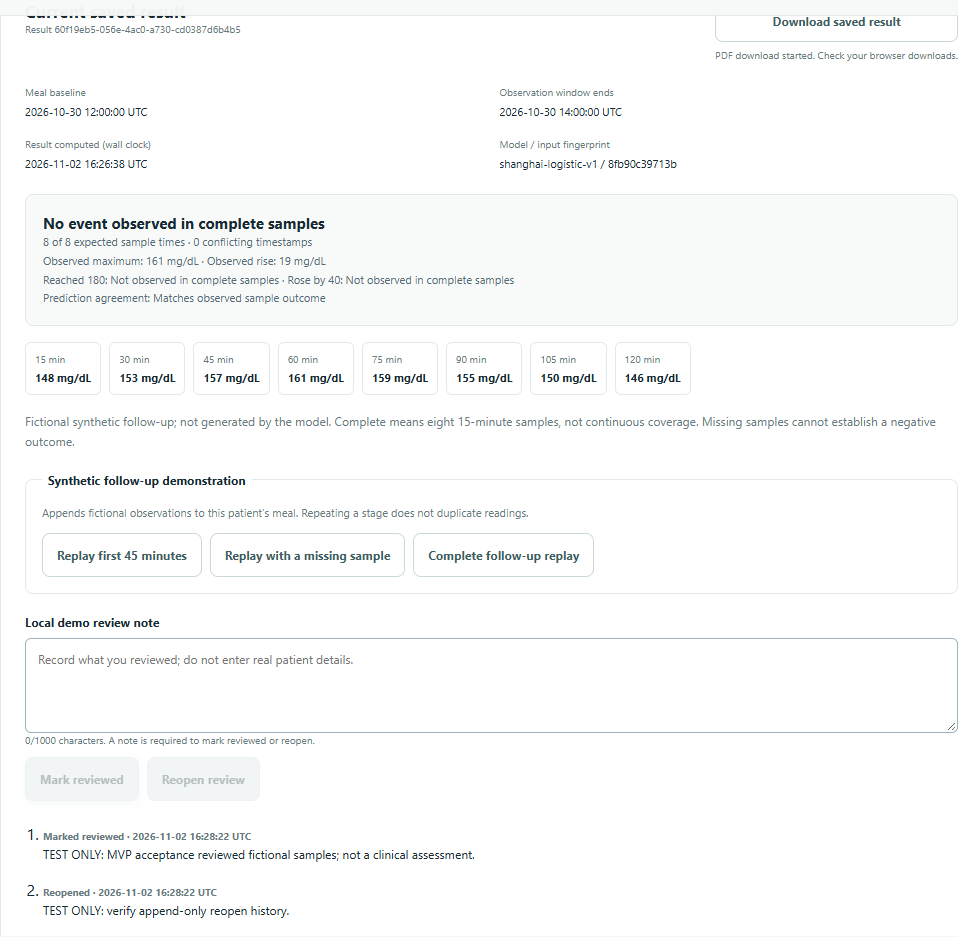 Current saved result
Result 60f19eb5-056e-4ac0-a730-cd0387d6b4b5
Download saved result
PDF download started. Check your browser downloads.
Meal baseline
2026-10-30 12:00:00 UTC
Observation window ends
2026-10-30 14:00:00 UTC
Result computed (wall clock)
2026-11-02 16:26:38 UTC
Model / input fingerprint
shanghai-logistic-v1 / 8fb90c39713b
No event observed in complete samples
8 of 8 expected sample times · 0 conflicting timestamps
Observed maximum: 161 mg/dL · Observed rise: 19 mg/dL
Reached 180: Not observed in complete samples · Rose by 40: Not observed in complete samples
Prediction agreement: Matches observed sample outcome
15 min
148 mg/dL
30 min
153 mg/dL
45 min
157 mg/dL
60 min
161 mg/dL
75 min
159 mg/dL
90 min
155 mg/dL
105 min
150 mg/dL
120 min
146 mg/dL
Fictional synthetic follow-up; not generated by the model. Complete means eight 15-minute samples, not continuous coverage. Missing samples cannot establish a negative
outcome.
Synthetic follow-up demonstration
Appends fictional observations to this patient's meal. Repeating a stage does not duplicate readings.
Replay first 45 minutes
Replay with a missing sample
Complete follow-up replay
Local demo review note
Record what you reviewed; do not enter real patient details.
0/1000 characters. A note is required to mark reviewed or reopen.
Mark reviewed
Reopen review
1. Marked reviewed · 2026-11-02 16:28:22 UTC
TEST ONLY: MVP acceptance reviewed fictional samples; not a clinical assessment.
2. Reopened · 2026-11-02 16:28:22 UTC
TEST ONLY: verify append-only reopen history.